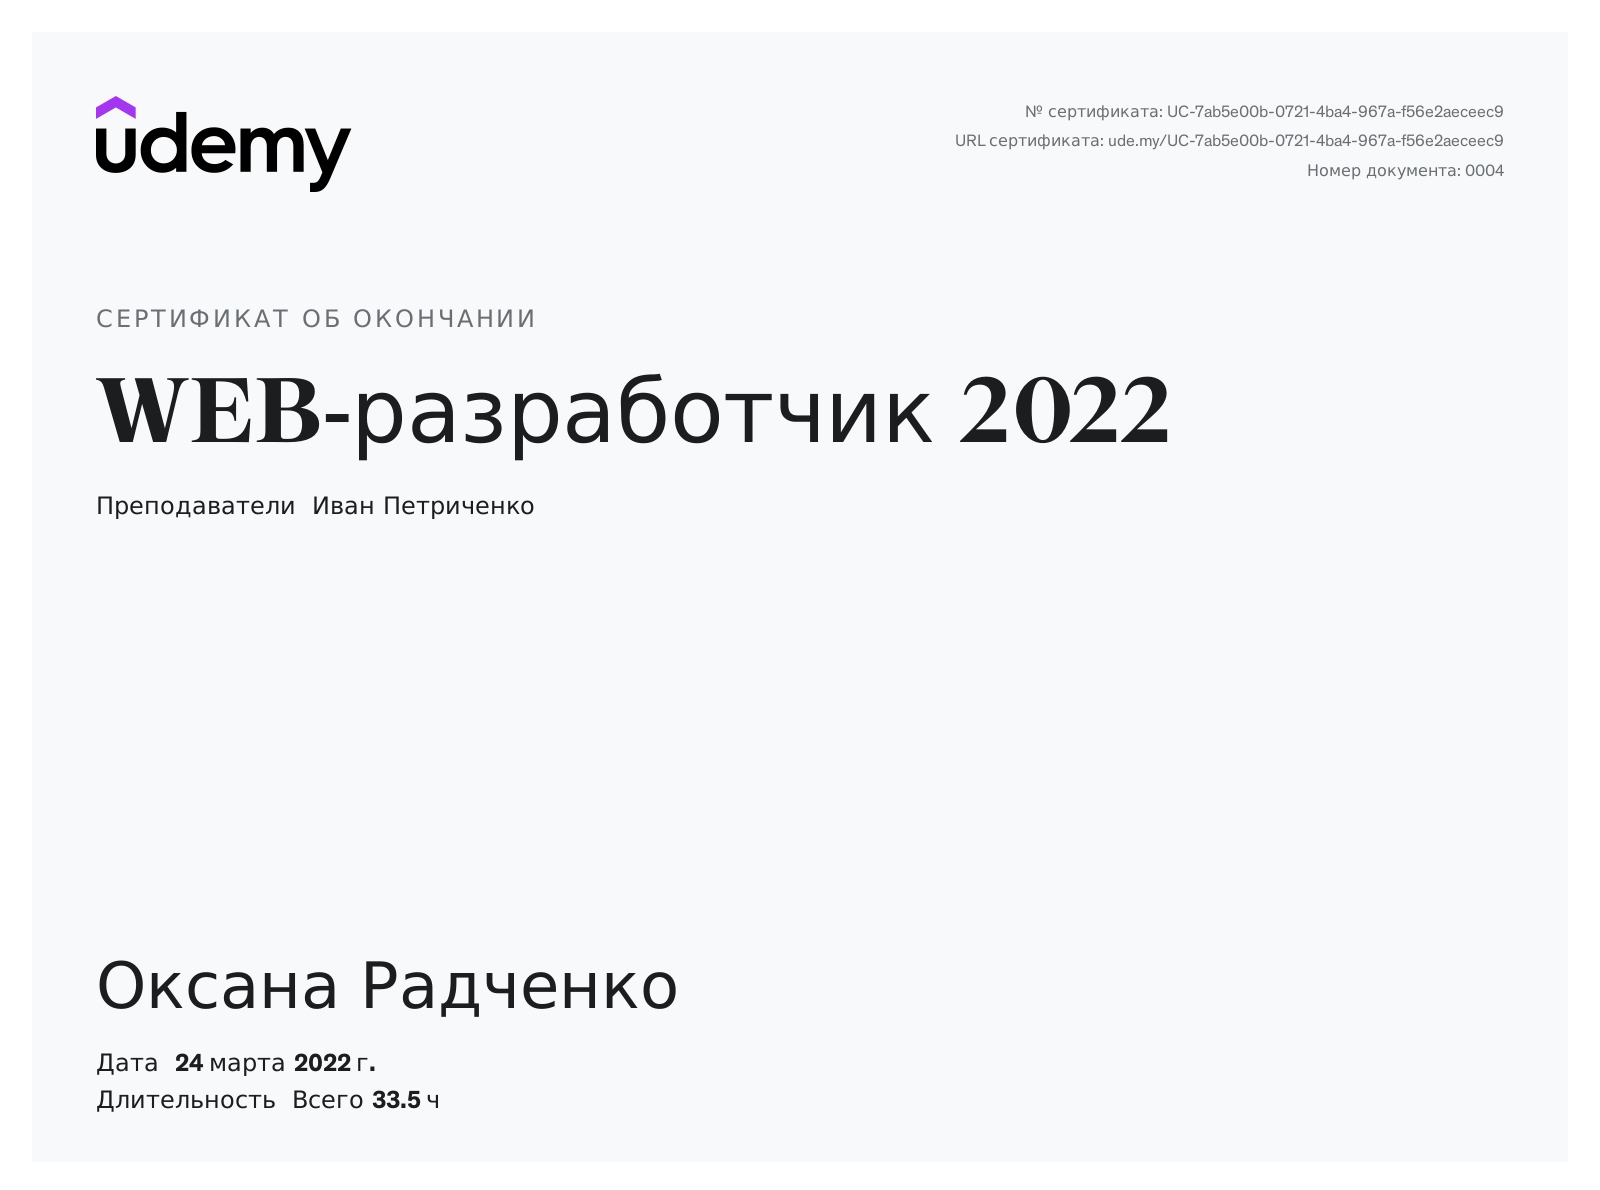 udemy
№ сертификата: UC-7ab5e00b-0721-4ba4-967a-f56e2aeceec9
URL сертификата: ude.my/UC-7ab5e00b-0721-4ba4-967a-f56e2aeceec9
Номер документа: 0004
СЕРТИФИКАТ ОБ ОКОНЧАНИИ
WEB-разработчик 2022
Преподаватели Иван Петриченко
Оксана Радченко
Дата 24 марта 2022 г.
Длительность Всего 33.5 ч